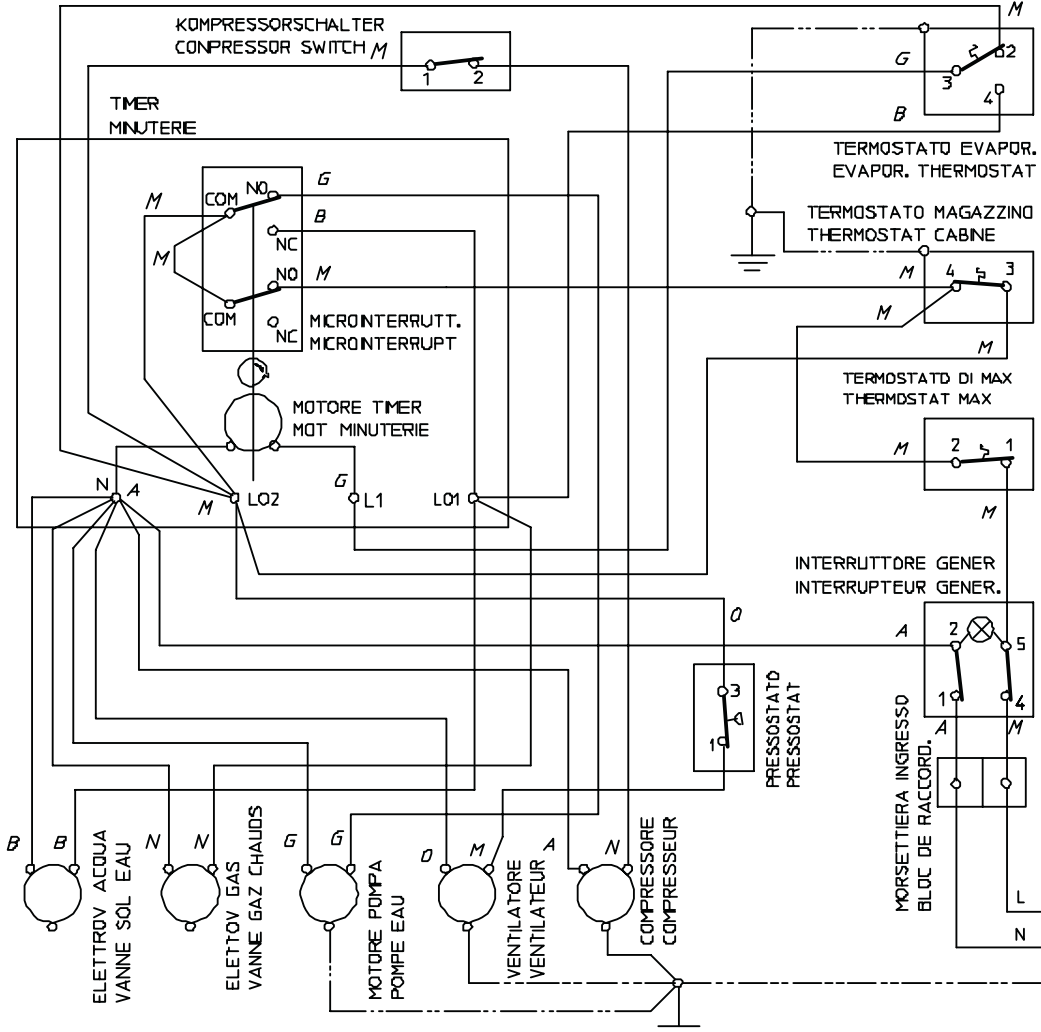 KOMPRESSORSCHALTER
CONPRESSOR SWITCH
M
M
1
2
G
3
2
4
B
TERMOSTATO EVAPOR.
EVAPOR. THERMOSTAT
TIMER
MINUTERIE
COM
NO
G
M
B
NC
M
NO
M
COM
NC
MICROINTERRUTT.
MICROINTERRUPT
TERMOSTATO MAGAZZINO
THERMOSTAT CABINE
M
4
3
M
M
MOTORE TIMER
MOT MINUTERIE
TERMOSTATO DI MAX
THERMOSTAT MAX
M
2
1
M
N
A
M
LO2
G
L1
LO1
INTERRUTTORE GENER
INTERRUPTEUR GENER.
O
A
2
5
1
4
A
M
3
1
PRESSOSTATO
PRESSOSTAT
MORSETTIERA INGRESSO
BLOC DE RACCORD.
L
N
B
B
N
N
G
G
O
M
A
N
ELETTROV ACQUA
VANNE SOL EAU
ELETTOV GAS
VANNE GAZ CHAUDS
MOTORE POMPA
POMPE EAU
VENTILATORE
VENTILATEUR
COMPRESSORE
COMPRESSEUR